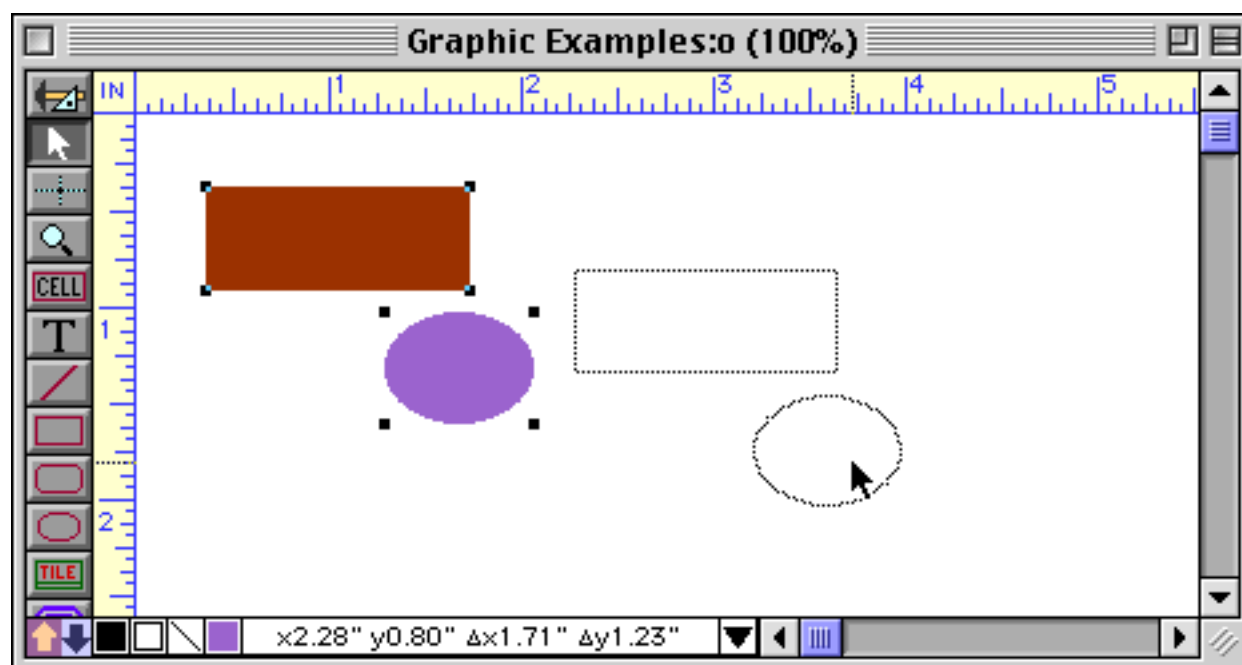 Graphic Examples:o (100%)
IN 1 2 3 4 5
CELL
T
1
2
TILE
x2.28" y0.80" Δx1.71" Δy1.23"